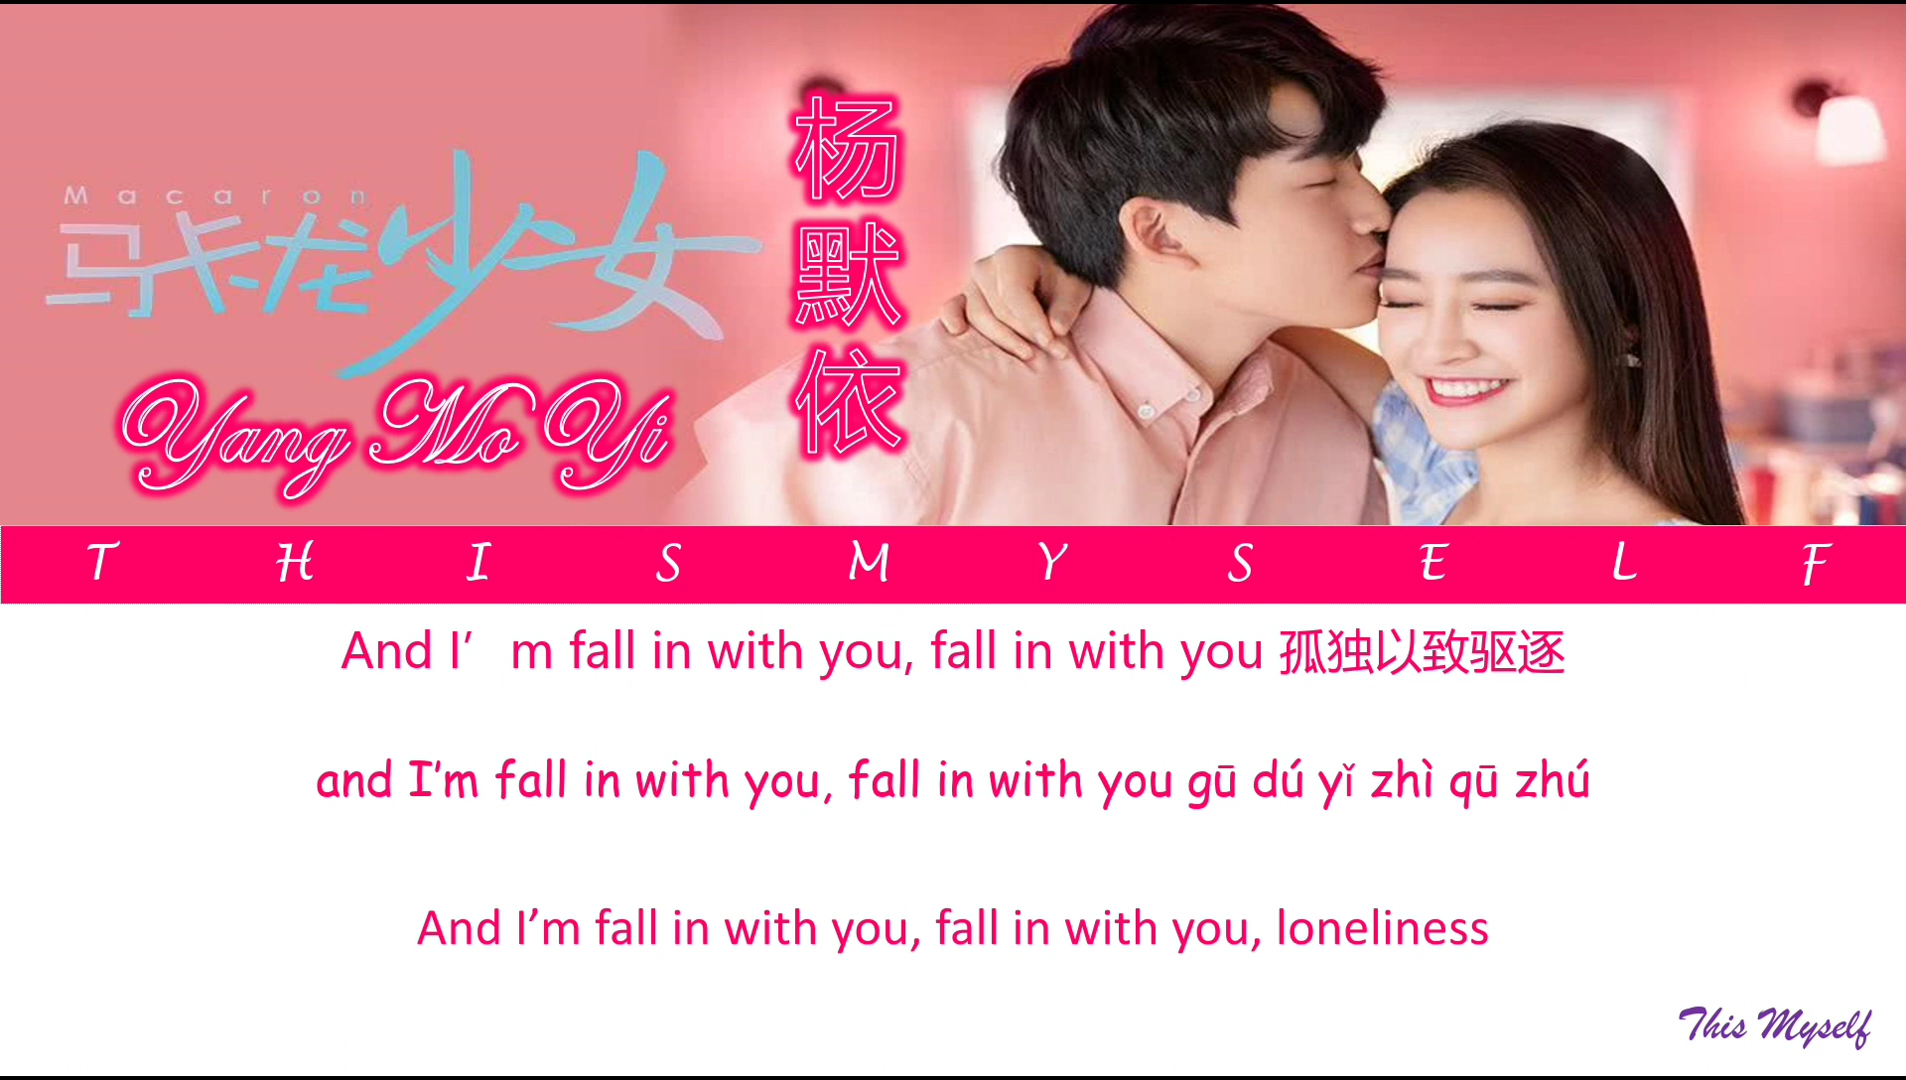 Macaron
马卡龙少女
Yang Mo Yi
杨默依
THISMYSELF
And I’m fall in with you, fall in with you 孤独以致驱逐
and I'm fall in with you, fall in with you gū dú yǐ zhì qū zhú
And I’m fall in with you, fall in with you, loneliness
This Myself